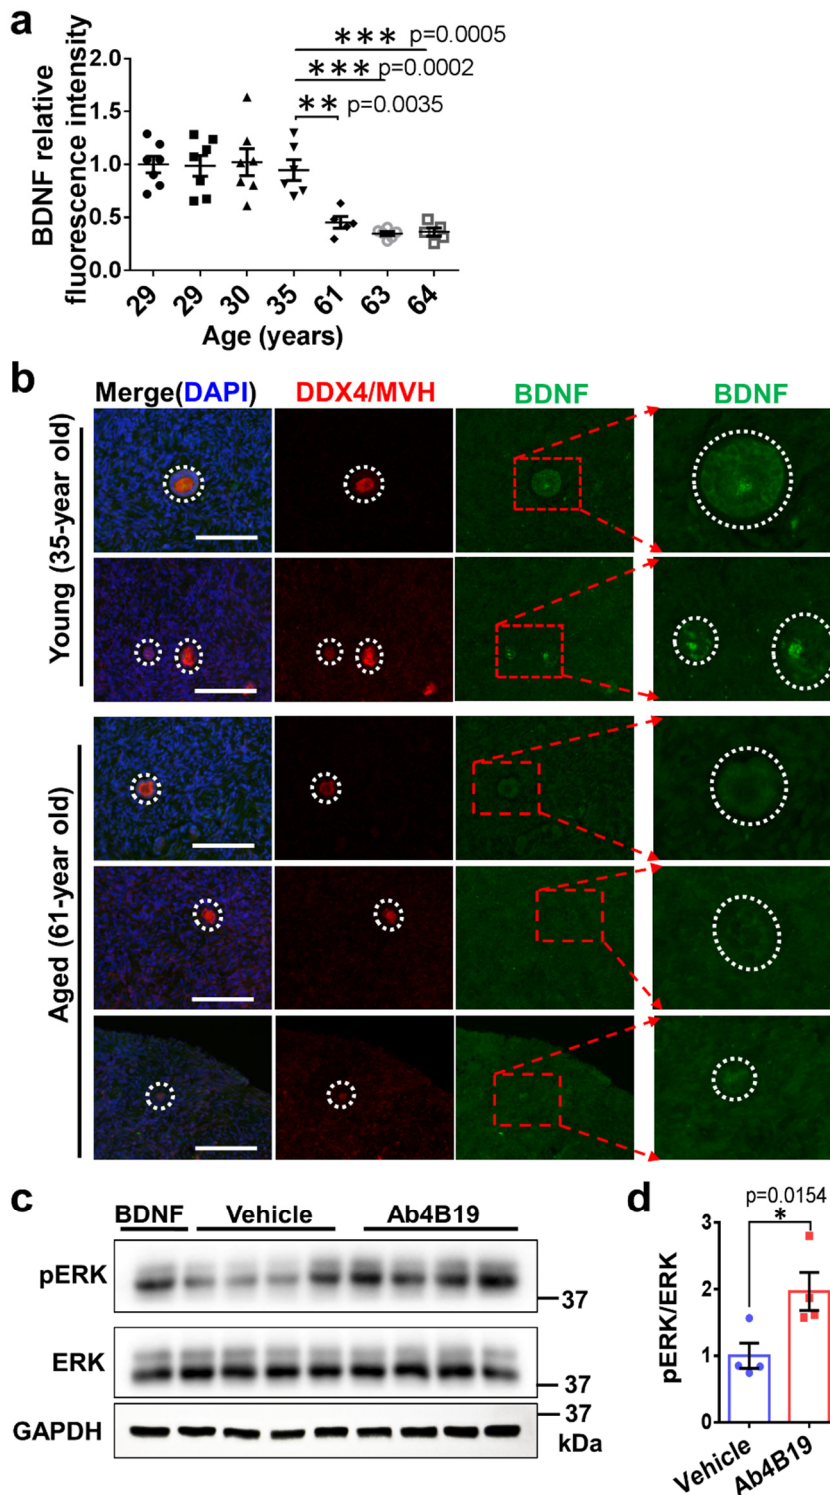 a
*** p=0.0005
*** p=0.0002
** p=0.0035
BDNF relative
fluorescence intensity
2.0
1.5
1.0
0.5
0.0
29 29 30 35 61 63 64
Age (years)
b
Merge(DAPI) DDX4/MVH BDNF BDNF
Young (35-year old)
Aged (61-year old)
c
BDNF Vehicle Ab4B19
pERK
37
ERK
37
37
GAPDH
kDa
d
p=0.0154
*
pERK/ERK
3
2
1
0
Vehicle Ab4B19